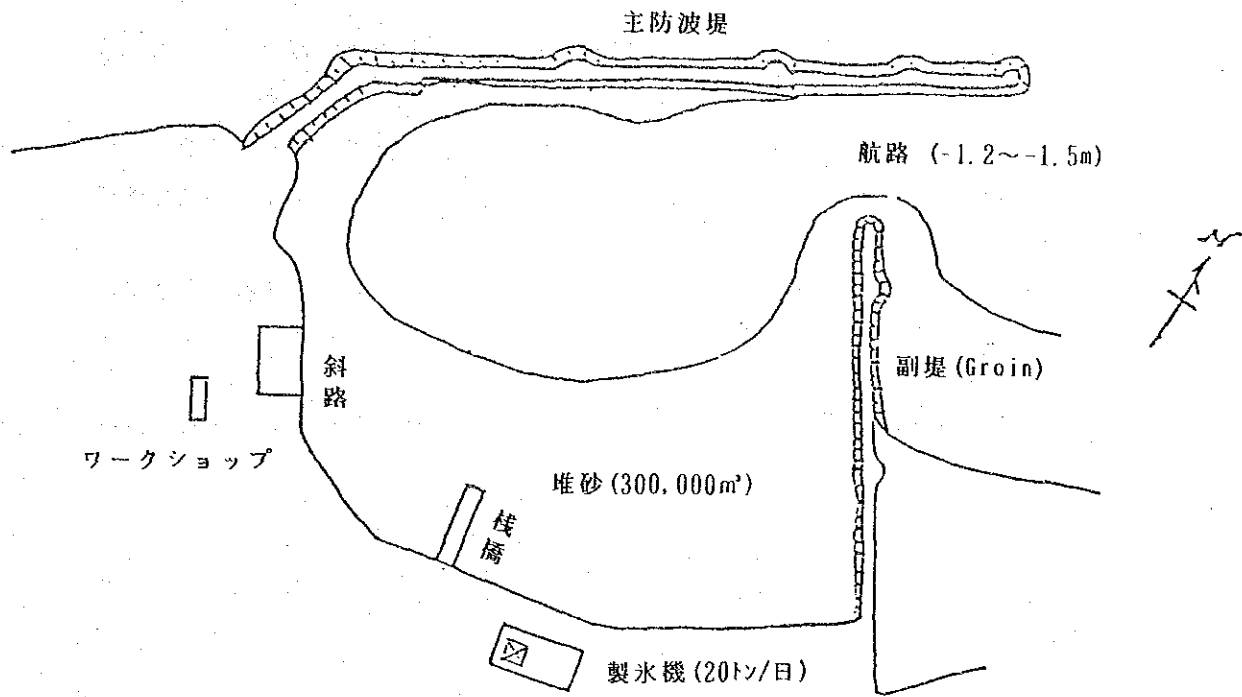 主防波堤
航路 (-1.2～-1.5m)
斜路
副堤(Groin)
ワークショップ
堆砂(300,000m³)
桟橋
製氷機(20トン/日)
N